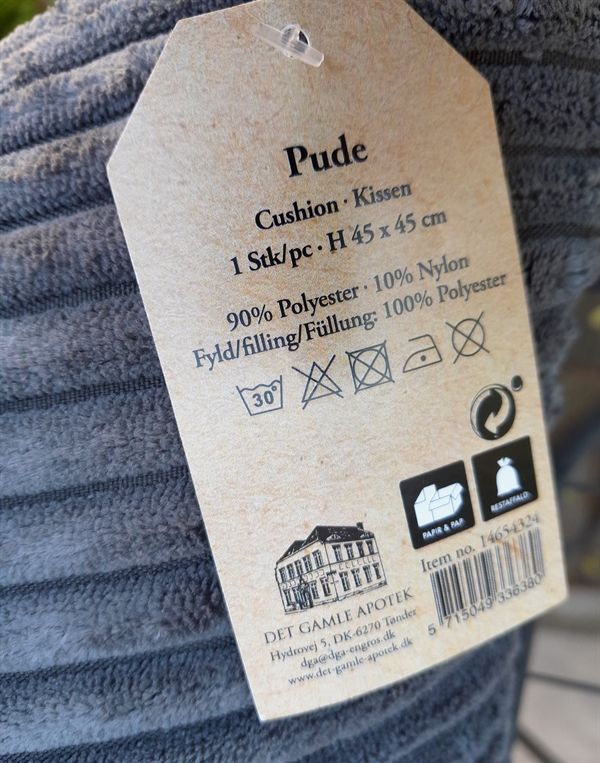 Pude
Cushion · Kissen
1 Stk/pc · H 45 x 45 cm
90% Polyester · 10% Nylon
Fyld/filling/Füllung: 100% Polyester
30°
PAPIR & PAP
RESTAFFALD
Item no. 14654324
5 715049 336380
DET GAMLE APOTEK
Hydrovej 5, DK-6270 Tønder
dga@dga-engros.dk
www.det-gamle-apotek.dk